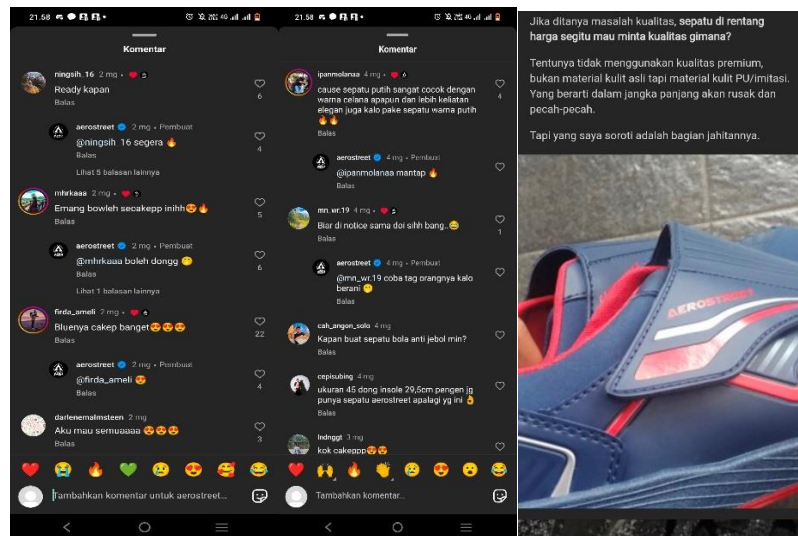 21.58
4G
Komentar
ningsih_16 2 mg
Ready kapan
6
Balas
aerostreet 2 mg • Pembuat
@ningsih_16 segera
4
Balas
Lihat 5 balasan lainnya
mhrkaaa 2 mg
Emang bowleh secakepp inihh
5
Balas
aerostreet 2 mg • Pembuat
@mhrkaaa boleh dongg
6
Balas
Lihat 1 balasan lainnya
firda_ameli 2 mg
Bluenya cakep banget
22
Balas
aerostreet 2 mg • Pembuat
@firda_ameli
4
Balas
darlenemalmsteen 2 mg
Aku mau semuaaaa
3
Balas
Tambahkan komentar untuk aerostreet...
21.58
4G
Komentar
ipanmolanaa 4 mg
cause sepatu putih sangat cocok dengan
4
warna celana apapun dan lebih keliatan
elegan juga kalo pake sepatu warna putih
Balas
aerostreet 4 mg • Pembuat
@ipanmolanaa mantap
Balas
mn_wr.19 4 mg
Biar di notice sama doi sihh bang..
1
Balas
aerostreet 4 mg • Pembuat
@mn_wr.19 coba tag orangnya kalo
berani
Balas
cah_angon_solo 4 mg
Kapan buat sepatu bola anti jebol min?
Balas
cepisubing 4 mg
ukuran 45 dong insole 29,5cm pengen jg
punya sepatu aerostreet apalagi yg ini
Balas
lndnggt 3 mg
kok cakeppp
Tambahkan komentar...
Jika ditanya masalah kualitas, sepatu di rentang
harga segitu mau minta kualitas gimana?
Tentunya tidak menggunakan kualitas premium,
bukan material kulit asli tapi material kulit PU/imitasi.
Yang berarti dalam jangka panjang akan rusak dan
pecah-pecah.
Tapi yang saya soroti adalah bagian jahitannya.
AEROSTREET